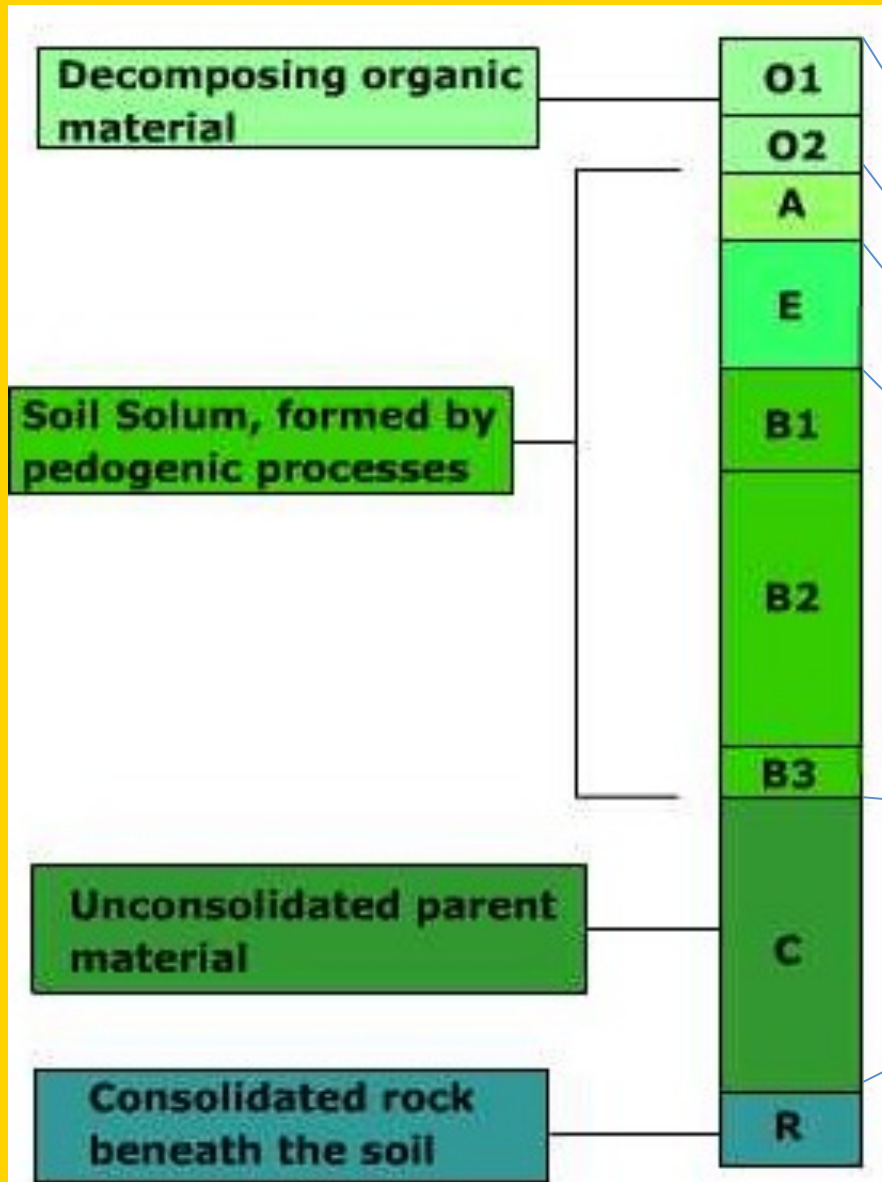 Decomposing organic
material
O1
O2
A
E
Soil Solum, formed by
pedogenic processes
B1
B2
B3
Unconsolidated parent
material
C
Consolidated rock
beneath the soil
R